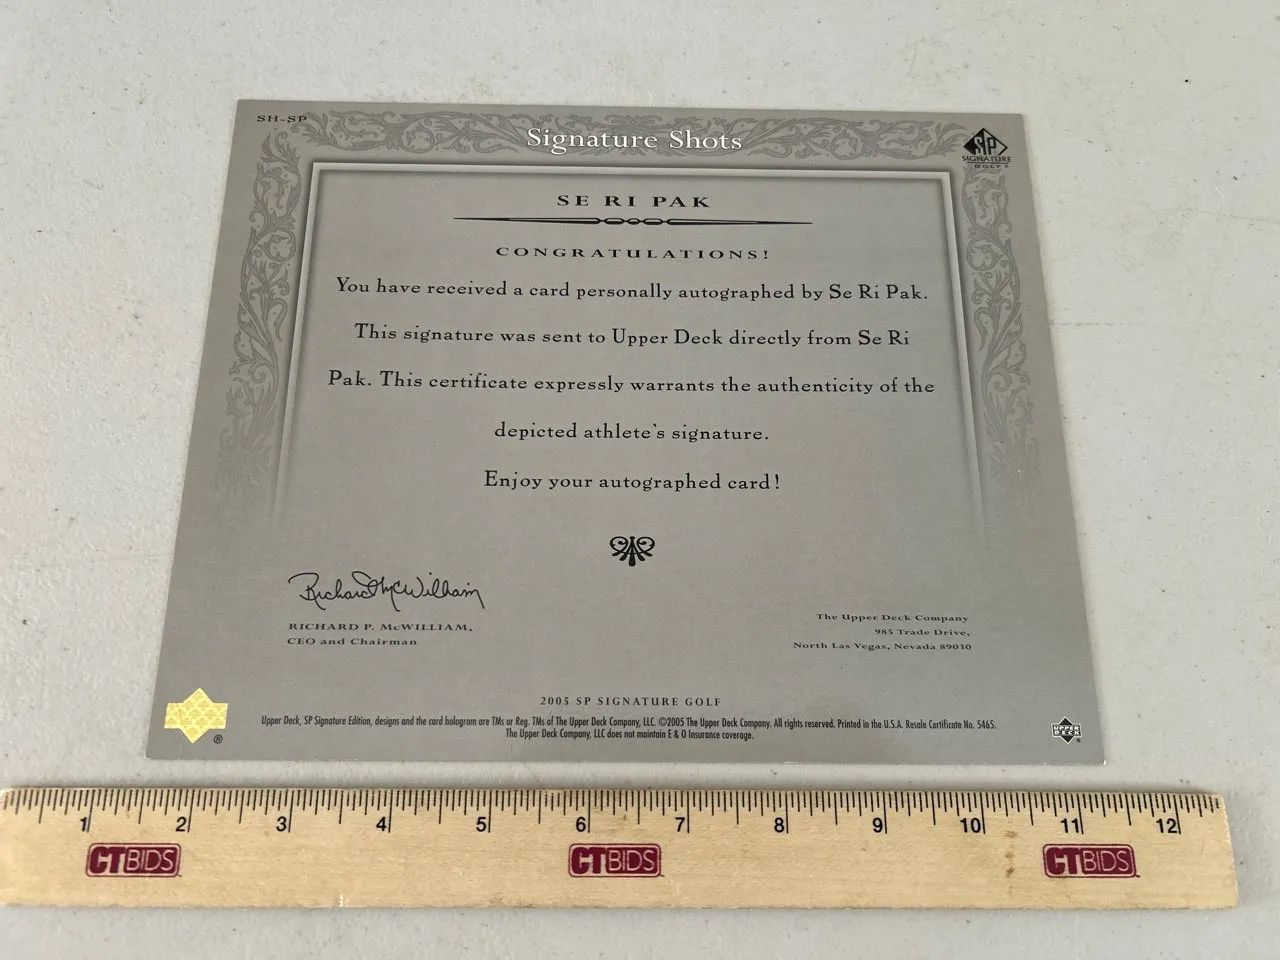 SH-SP
Signature Shots
SP
SIGNATURE
GOLF
SE RI PAK
CONGRATULATIONS!
You have received a card personally autographed by Se Ri Pak.
This signature was sent to Upper Deck directly from Se Ri
Pak. This certificate expressly warrants the authenticity of the
depicted athlete's signature.
Enjoy your autographed card!
Richard McWilliam
RICHARD P. McWILLIAM,
CEO and Chairman
The Upper Deck Company
985 Trade Drive,
North Las Vegas, Nevada 89030
2005 SP SIGNATURE GOLF
Upper Deck, SP Signature Edition, designs and the card hologram are TMs or Reg. TMs of The Upper Deck Company, LLC. ©2005 The Upper Deck Company. All rights reserved. Printed in the U.S.A. Resale Certificate No. 5465.
The Upper Deck Company, LLC does not maintain E & O Insurance coverage.
®
UPPER
DECK
®
1 2 3 4 5 6 7 8 9 10 11 12
CTBIDS CTBIDS CTBIDS